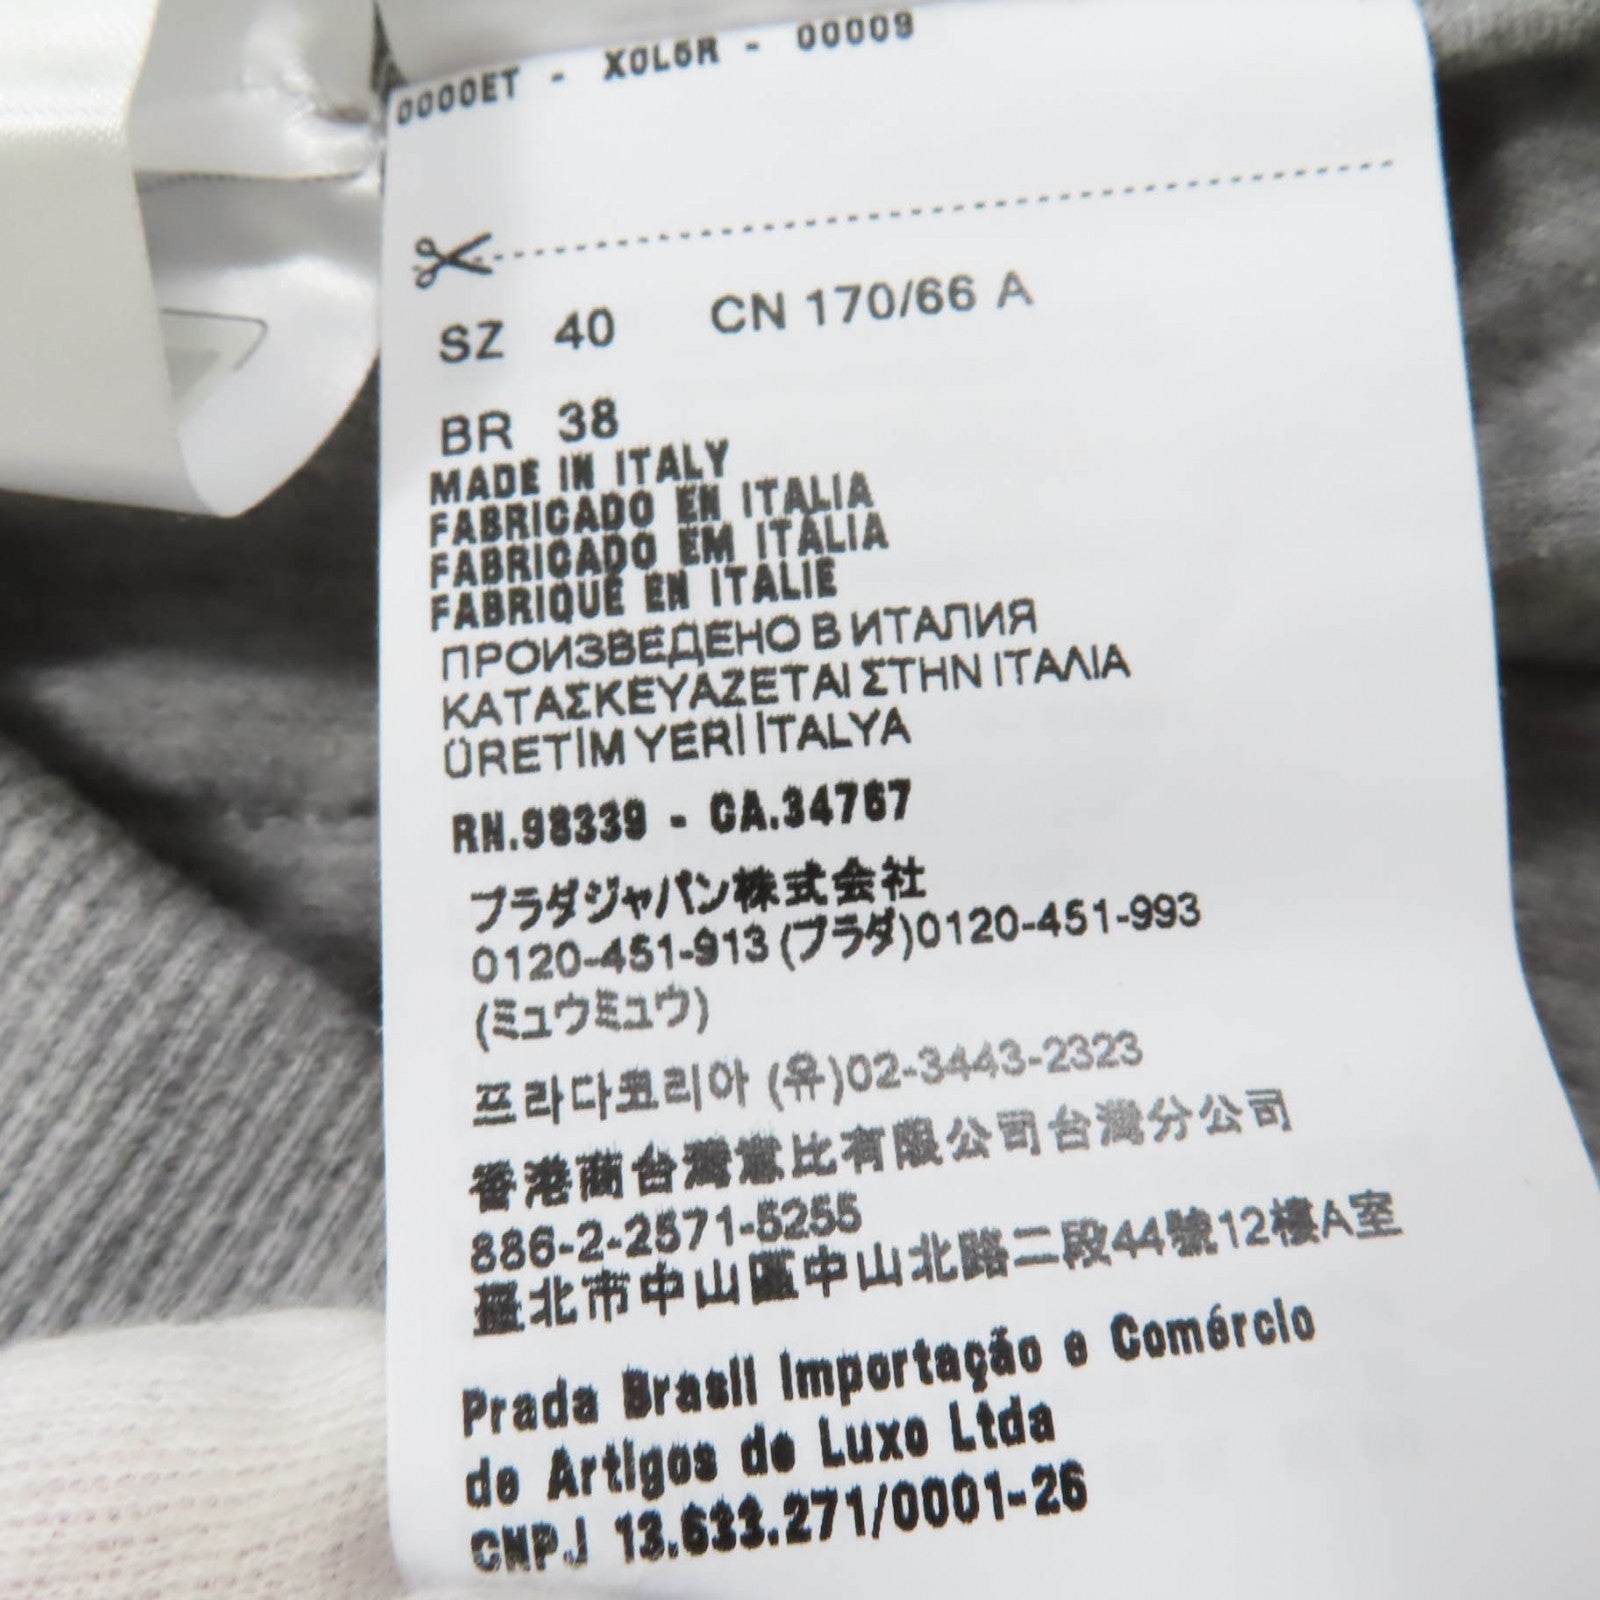 0000ET - X0L6R - 00009
SZ 40 CN 170/66 A
BR 38
MADE IN ITALY
FABRICADO EN ITALIA
FABRICADO EM ITÁLIA
FABRIQUÉ EN ITALIE
ПРОИЗВЕДЕНО В ИТАЛИЯ
ΚΑΤΑΣΚΕΥΑΖΕΤΑΙ ΣΤΗΝ ΙΤΑΛΙΑ
ÜRETİM YERİ İTALYA
RN.98339 - CA.34767
プラダジャパン株式会社
0120-451-913 (プラダ)0120-451-993
(ミュウミュウ)
프라다코리아 (유)02-3443-2323
香港商台灣意比有限公司台灣分公司
886-2-2571-5255
臺北市中山區中山北路二段44號12樓A室
Prada Brasil Importação e Comércio
de Artigos de Luxo Ltda
CNPJ 13.633.271/0001-26